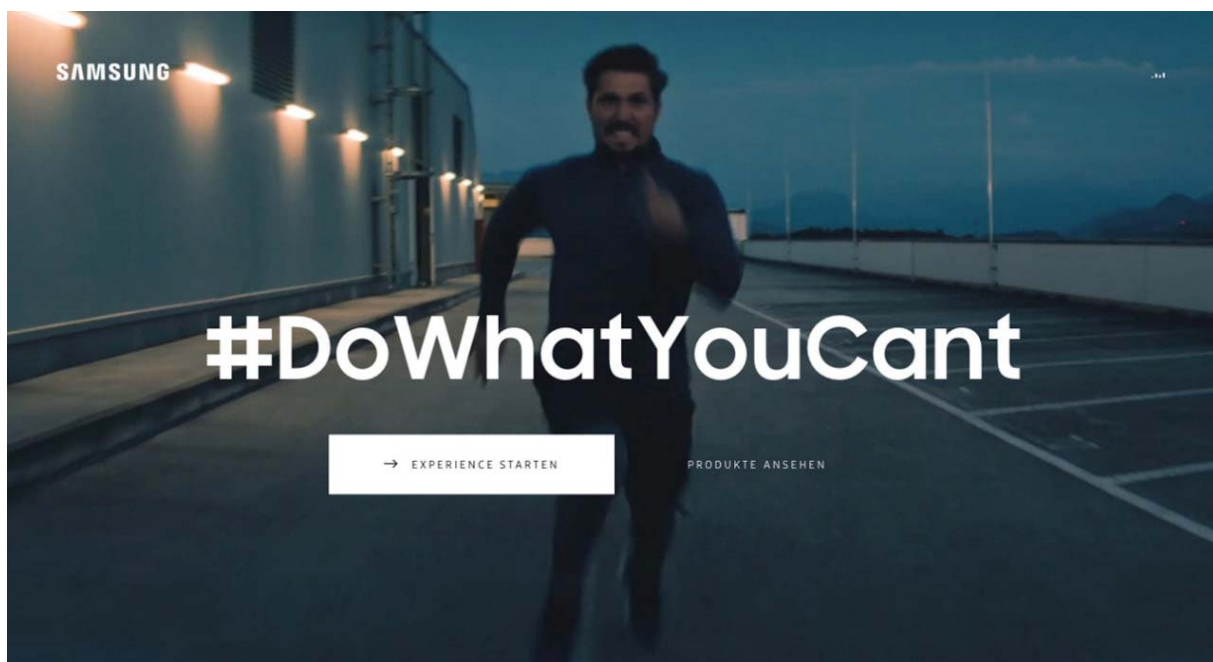 SAMSUNG
#DoWhatYouCant
→ EXPERIENCE STARTEN
PRODUKTE ANSEHEN